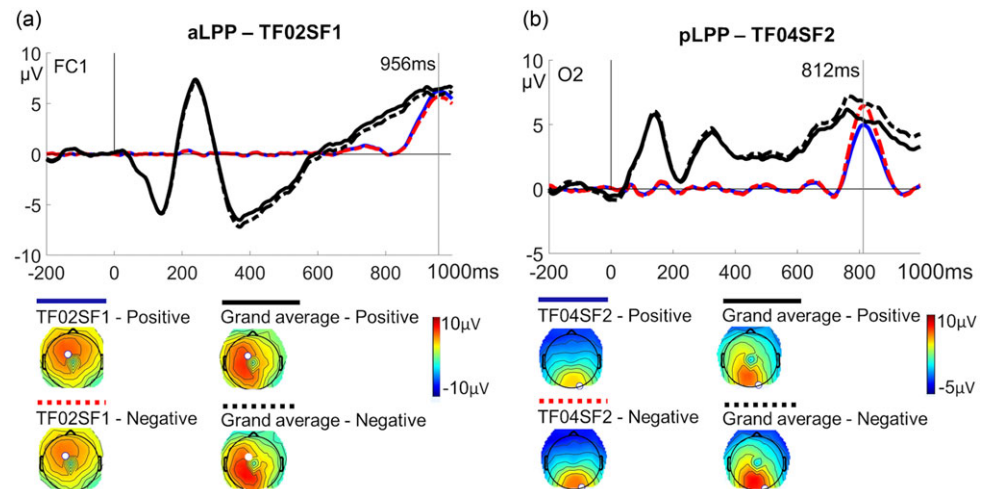 (a)
aLPP – TF02SF1
10
µV
FC1
956ms
5
0
-5
-10
-200 0 200 400 600 800 1000ms
TF02SF1 - Positive
Grand average - Positive
10µV
-10µV
TF02SF1 - Negative
Grand average - Negative
(b)
pLPP – TF04SF2
10
µV
O2
812ms
5
0
-5
-200 0 200 400 600 800 1000ms
TF04SF2 - Positive
Grand average - Positive
10µV
-5µV
TF04SF2 - Negative
Grand average - Negative